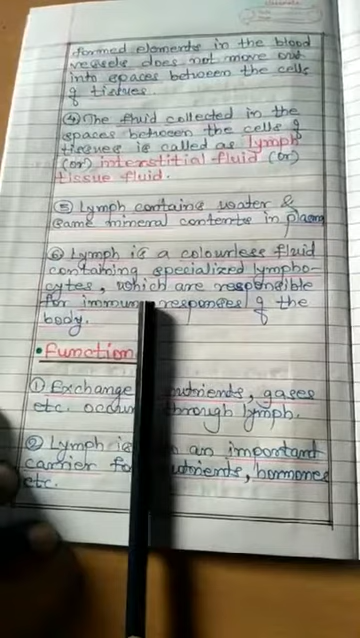 formed elements in the blood
vessels does not move out
into spaces between the cells
of tissues.
④ The fluid collected in the
spaces between the cells of
tissues is called as lymph
(or) interstitial fluid (or)
tissue fluid.
⑤ Lymph contains water &
same mineral contents in plasma
⑥ Lymph is a colourless fluid
containing specialized lympho-
cytes, which are responsible
for immune responses of the
body.
• Function
① Exchange nutrients, gases
etc. occurs through lymph.
② Lymph is an important
carrier for nutrients, hormones
etc.